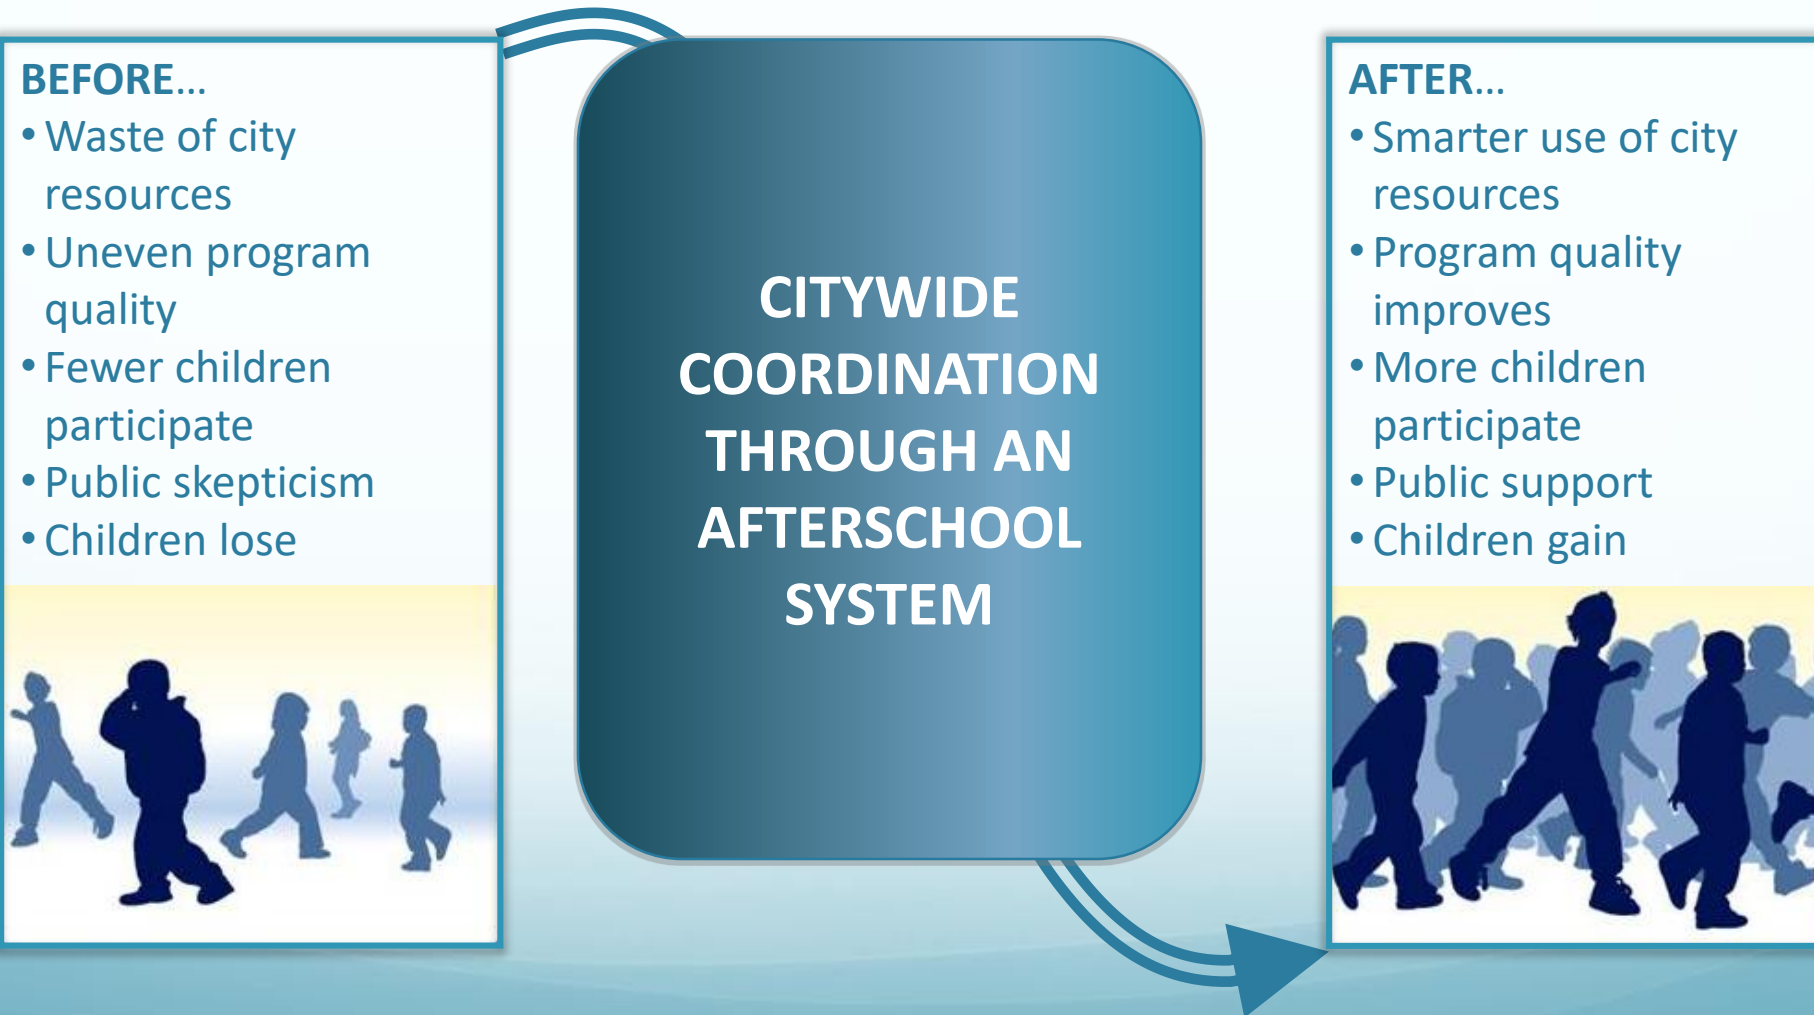 BEFORE...
• Waste of city
resources
• Uneven program
quality
• Fewer children
participate
• Public skepticism
• Children lose
CITYWIDE
COORDINATION
THROUGH AN
AFTERSCHOOL
SYSTEM
AFTER...
• Smarter use of city
resources
• Program quality
improves
• More children
participate
• Public support
• Children gain